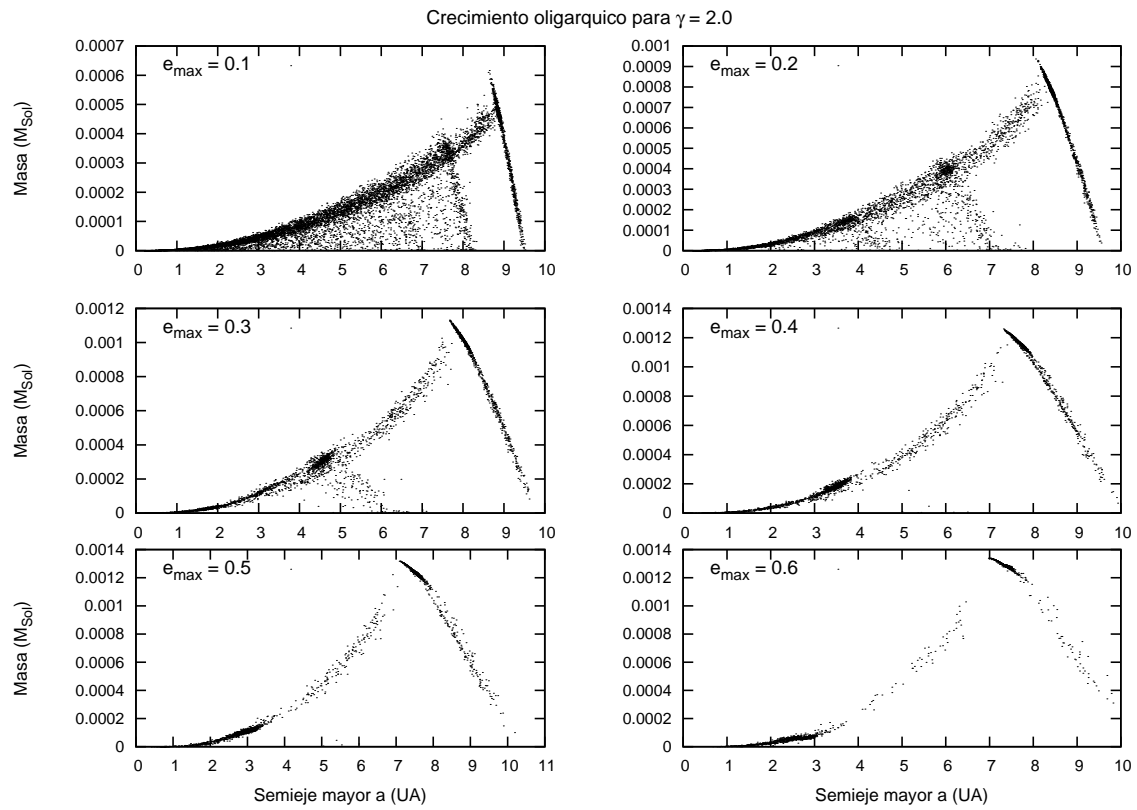 Crecimiento oligarquico para γ = 2.0
Masa (M_Sol)
0.0007
0.0006
0.0005
0.0004
0.0003
0.0002
0.0001
0
e_max = 0.1
0 1 2 3 4 5 6 7 8 9 10
0.001
0.0009
0.0008
0.0007
0.0006
0.0005
0.0004
0.0003
0.0002
0.0001
0
e_max = 0.2
0 1 2 3 4 5 6 7 8 9 10
Masa (M_Sol)
0.0012
0.001
0.0008
0.0006
0.0004
0.0002
0
e_max = 0.3
0 1 2 3 4 5 6 7 8 9 10
0.0014
0.0012
0.001
0.0008
0.0006
0.0004
0.0002
0
e_max = 0.4
0 1 2 3 4 5 6 7 8 9 10
Masa (M_Sol)
0.0014
0.0012
0.001
0.0008
0.0006
0.0004
0.0002
0
e_max = 0.5
0 1 2 3 4 5 6 7 8 9 10 11
Semieje mayor a (UA)
0.0014
0.0012
0.001
0.0008
0.0006
0.0004
0.0002
0
e_max = 0.6
0 1 2 3 4 5 6 7 8 9 10
Semieje mayor a (UA)